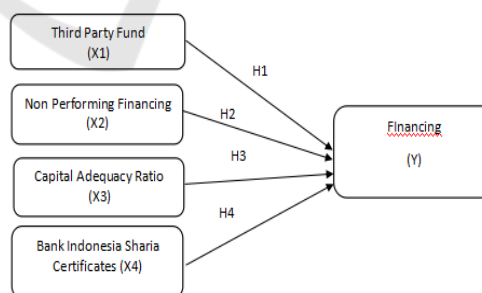 Third Party Fund
(X1)
H1
Non Performing Financing
(X2)
H2
Financing
(Y)
H3
Capital Adequacy Ratio
(X3)
H4
Bank Indonesia Sharia
Certificates (X4)